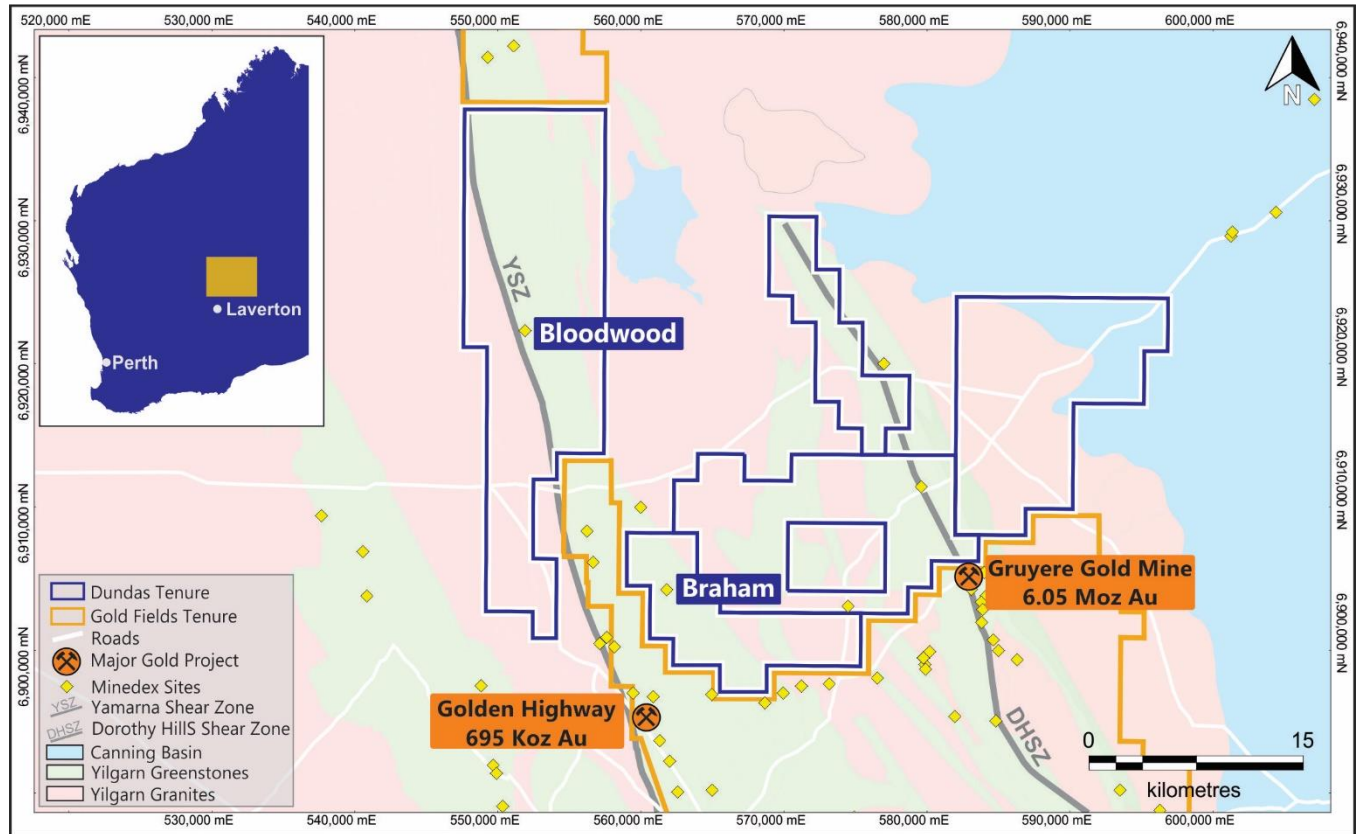 520,000 mE
530,000 mE
540,000 mE
550,000 mE
560,000 mE
570,000 mE
580,000 mE
590,000 mE
600,000 mE
6,940,000 mN
6,930,000 mN
6,920,000 mN
6,910,000 mN
6,900,000 mN
6,940,000 mN
6,930,000 mN
6,920,000 mN
6,910,000 mN
6,900,000 mN
N
Laverton
Perth
YSZ
Bloodwood
Braham
Gruyere Gold Mine
6.05 Moz Au
Golden Highway
695 Koz Au
DHSZ
DHSZ
Dundas Tenure
Gold Fields Tenure
Roads
Major Gold Project
Minedex Sites
YSZ
Yamarna Shear Zone
DHSZ
Dorothy HillS Shear Zone
Canning Basin
Yilgarn Greenstones
Yilgarn Granites
0
15
kilometres
530,000 mE
540,000 mE
550,000 mE
560,000 mE
570,000 mE
580,000 mE
590,000 mE
600,000 mE